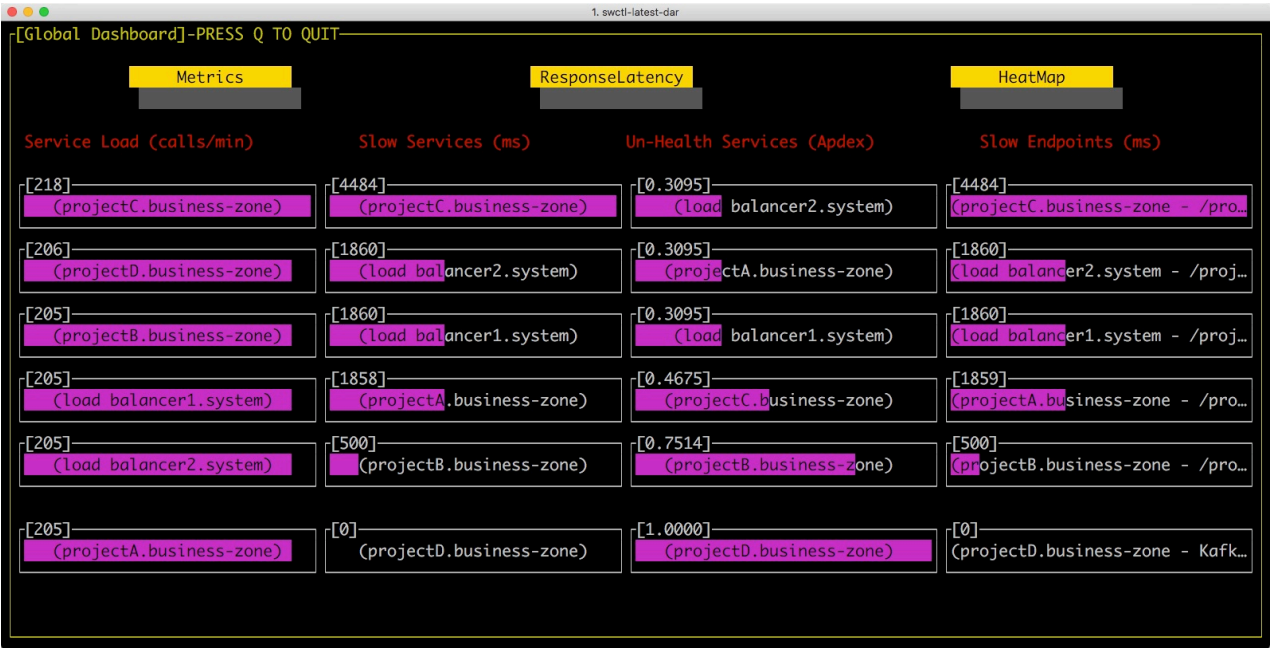 1. swctl-latest-dar
[Global Dashboard]-PRESS Q TO QUIT
Metrics ResponseLatency HeatMap
Service Load (calls/min) Slow Services (ms) Un-Health Services (Apdex) Slow Endpoints (ms)
[218] [4484] [0.3095] [4484]
(projectC.business-zone) (projectC.business-zone) (load balancer2.system) (projectC.business-zone - /pro…
[206] [1860] [0.3095] [1860]
(projectD.business-zone) (load balancer2.system) (projectA.business-zone) (load balancer2.system - /proj…
[205] [1860] [0.3095] [1860]
(projectB.business-zone) (load balancer1.system) (load balancer1.system) (load balancer1.system - /proj…
[205] [1858] [0.4675] [1859]
(load balancer1.system) (projectA.business-zone) (projectC.business-zone) (projectA.business-zone - /pro…
[205] [500] [0.7514] [500]
(load balancer2.system) (projectB.business-zone) (projectB.business-zone) (projectB.business-zone - /pro…
[205] [0] [1.0000] [0]
(projectA.business-zone) (projectD.business-zone) (projectD.business-zone) (projectD.business-zone - Kafk…